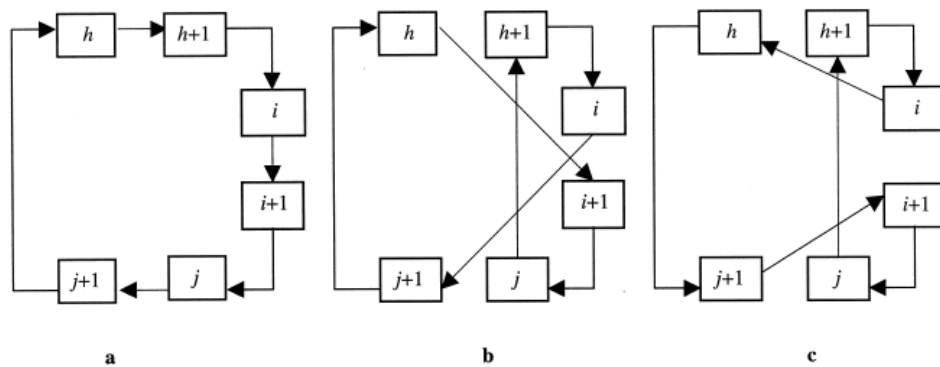 h h+1 h h+1 h h+1
i i i
i+1 i+1 i+1
j+1 j j+1 j j+1 j
a b c